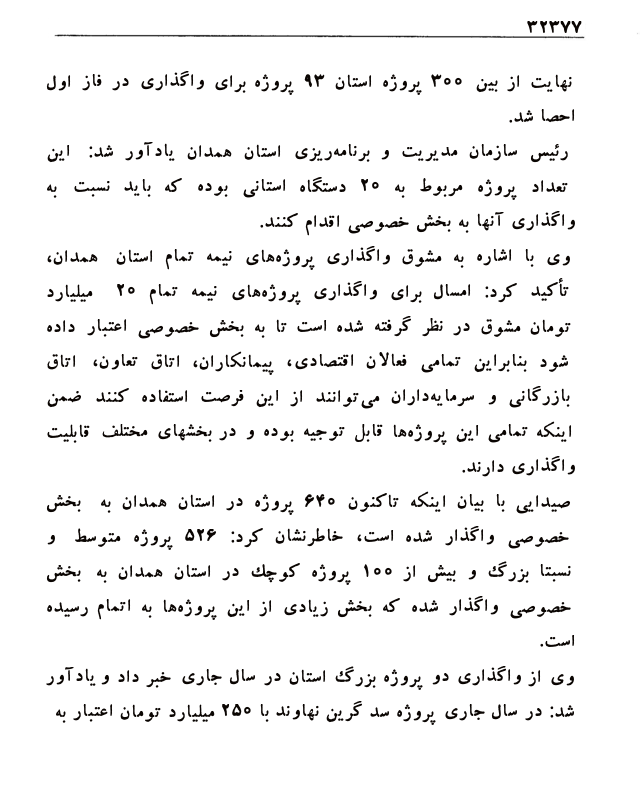 ۳۲۳۷۷
نهایت از بین ۳۰۰ پروژه استان ۹۳ پروژه برای واگذاری در فاز اول
احصا شد.
رئیس سازمان مدیریت و برنامه‌ریزی استان همدان یادآور شد: این
تعداد پروژه مربوط به ۲۰ دستگاه استانی بوده که باید نسبت به
واگذاری آنها به بخش خصوصی اقدام کنند.
وی با اشاره به مشوق واگذاری پروژه‌های نیمه تمام استان همدان،
تأکید کرد: امسال برای واگذاری پروژه‌های نیمه تمام ۲۰ میلیارد
تومان مشوق در نظر گرفته شده است تا به بخش خصوصی اعتبار داده
شود بنابراین تمامی فعالان اقتصادی، پیمانکاران، اتاق تعاون، اتاق
بازرگانی و سرمایه‌داران می‌توانند از این فرصت استفاده کنند ضمن
اینکه تمامی این پروژه‌ها قابل توجیه بوده و در بخشهای مختلف قابلیت
واگذاری دارند.
صیدایی با بیان اینکه تاکنون ۶۴۰ پروژه در استان همدان به بخش
خصوصی واگذار شده است، خاطرنشان کرد: ۵۲۶ پروژه متوسط و
نسبتا بزرگ و بیش از ۱۰۰ پروژه کوچک در استان همدان به بخش
خصوصی واگذار شده که بخش زیادی از این پروژه‌ها به اتمام رسیده
است.
وی از واگذاری دو پروژه بزرگ استان در سال جاری خبر داد و یادآور
شد: در سال جاری پروژه سد گرین نهاوند با ۲۵۰ میلیارد تومان اعتبار به